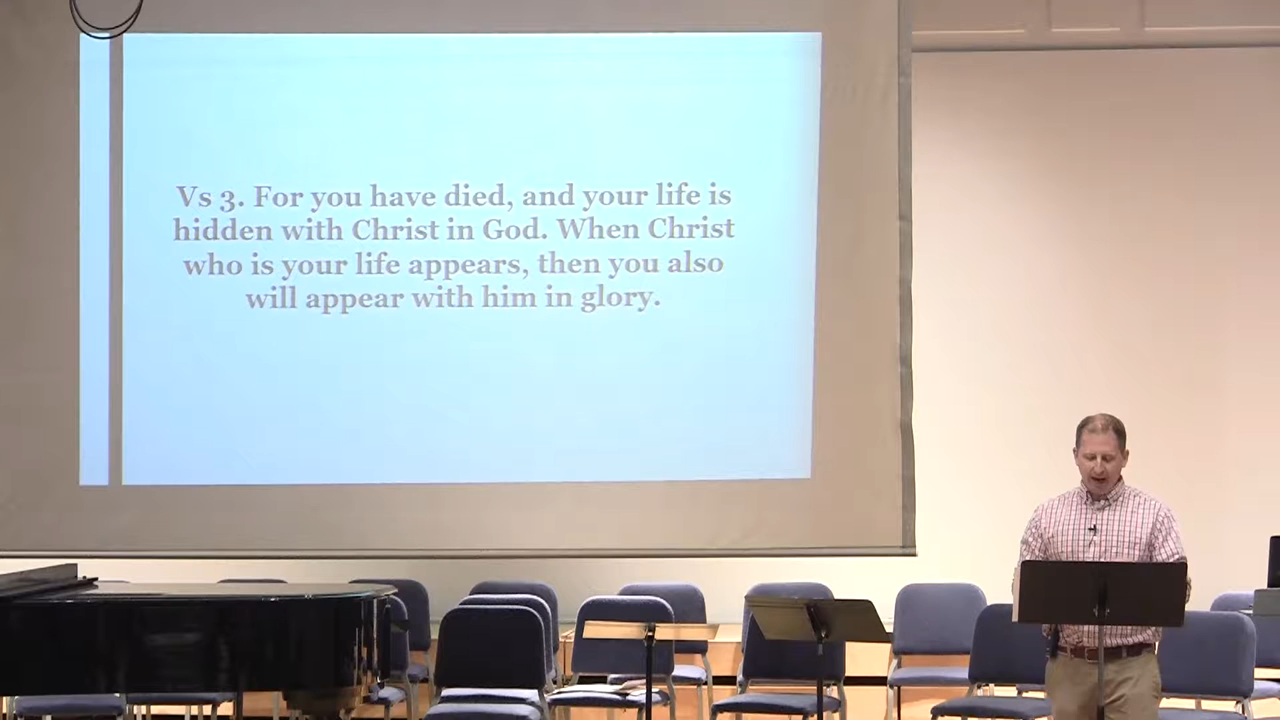 Vs 3. For you have died, and your life is
hidden with Christ in God. When Christ
who is your life appears, then you also
will appear with him in glory.